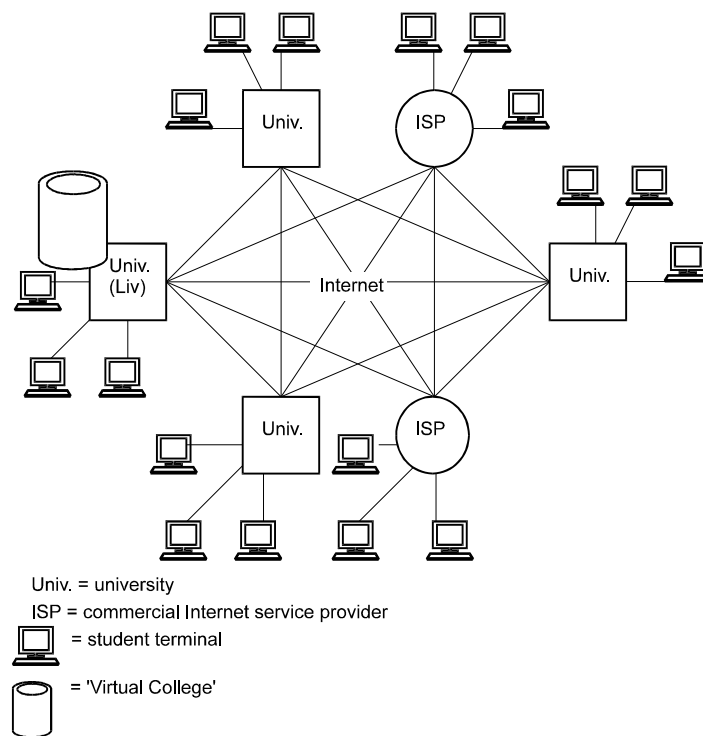 Univ.
ISP
Univ.
(Liv)
Internet
Univ.
Univ.
ISP
Univ. = university
ISP = commercial Internet service provider
= student terminal
= 'Virtual College'